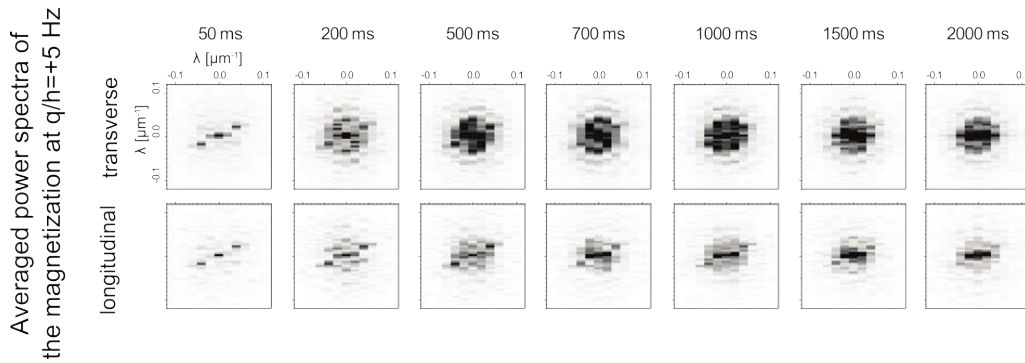 Averaged power spectra of
the magnetization at q/h=+5 Hz
50 ms 200 ms 500 ms 700 ms 1000 ms 1500 ms 2000 ms
λ [µm⁻¹]
-0.1 0.0 0.1 -0.1 0.0 0.1 -0.1 0.0 0.1 -0.1 0.0 0.1 -0.1 0.0 0.1 -0.1 0.0 0.1 -0.1 0.0 0.1
transverse
λ [µm⁻¹]
-0.1 0.0 0.1
longitudinal